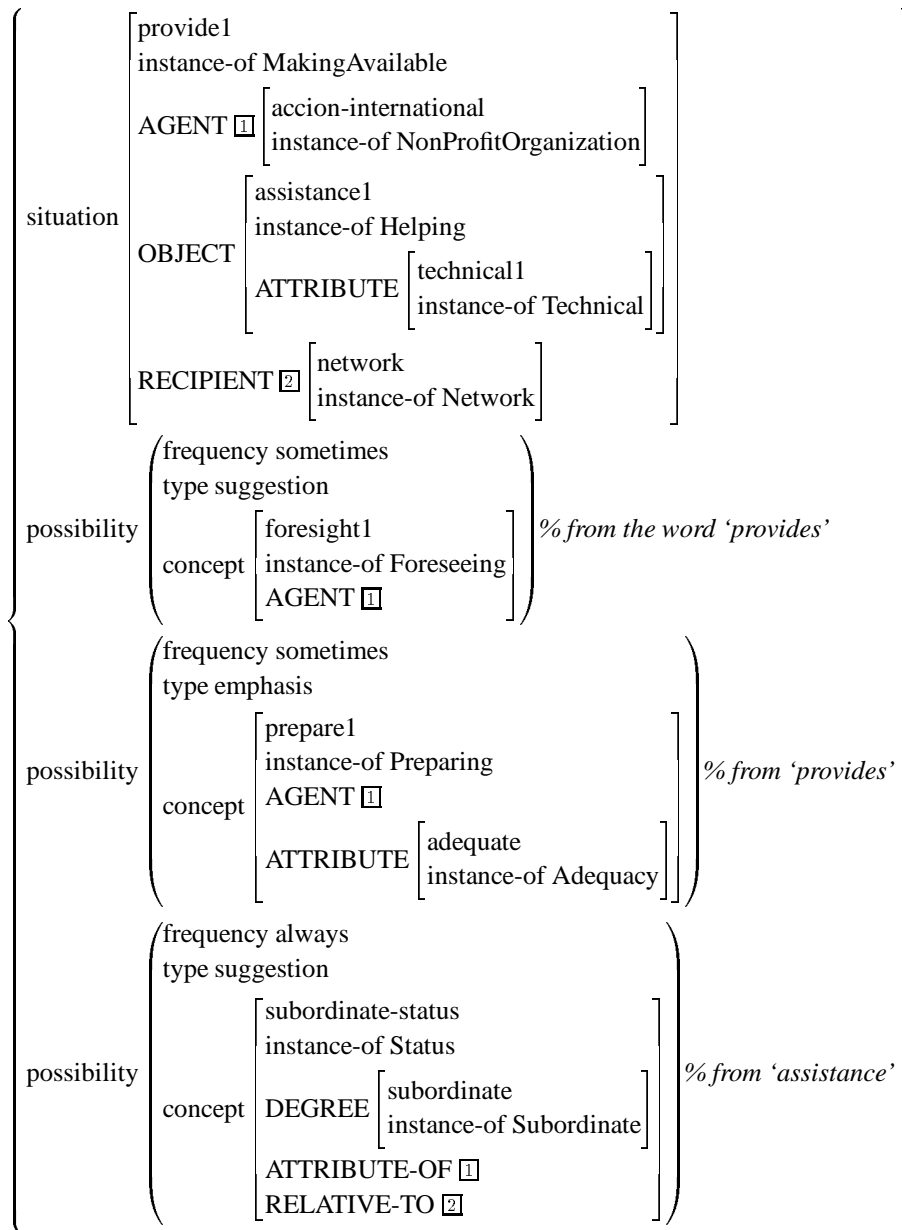 provide1
instance-of MakingAvailable
AGENT 1 accion-international
instance-of NonProfitOrganization
situation
OBJECT
assistance1
instance-of Helping
ATTRIBUTE technical1
instance-of Technical
RECIPIENT 2 network
instance-of Network
possibility
frequency sometimes
type suggestion
concept
foresight1
instance-of Foreseeing
AGENT 1
% from the word ‘provides’
possibility
frequency sometimes
type emphasis
concept
prepare1
instance-of Preparing
AGENT 1
ATTRIBUTE adequate
instance-of Adequacy
% from ‘provides’
possibility
frequency always
type suggestion
concept
subordinate-status
instance-of Status
DEGREE subordinate
instance-of Subordinate
ATTRIBUTE-OF 1
RELATIVE-TO 2
% from ‘assistance’